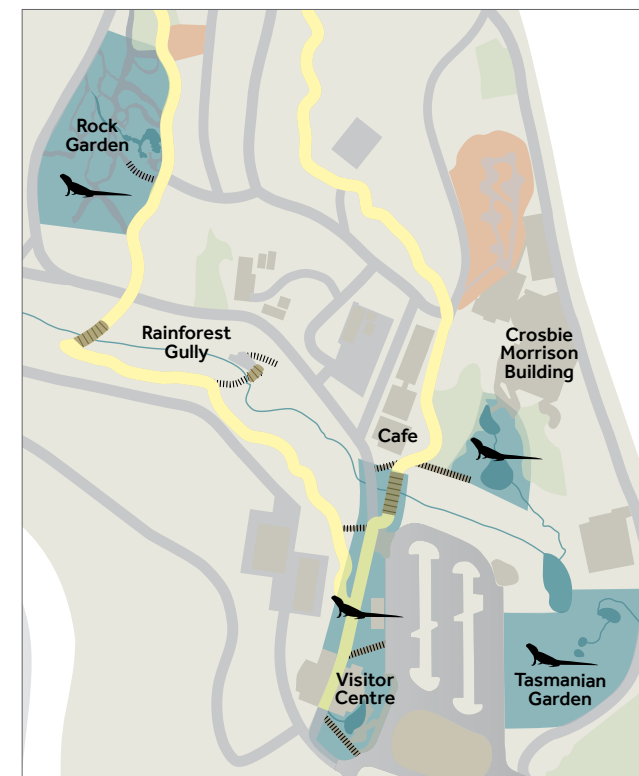 Rock
Garden
Rainforest
Gully
Crosbie
Morrison
Building
Cafe
Visitor
Centre
Tasmanian
Garden